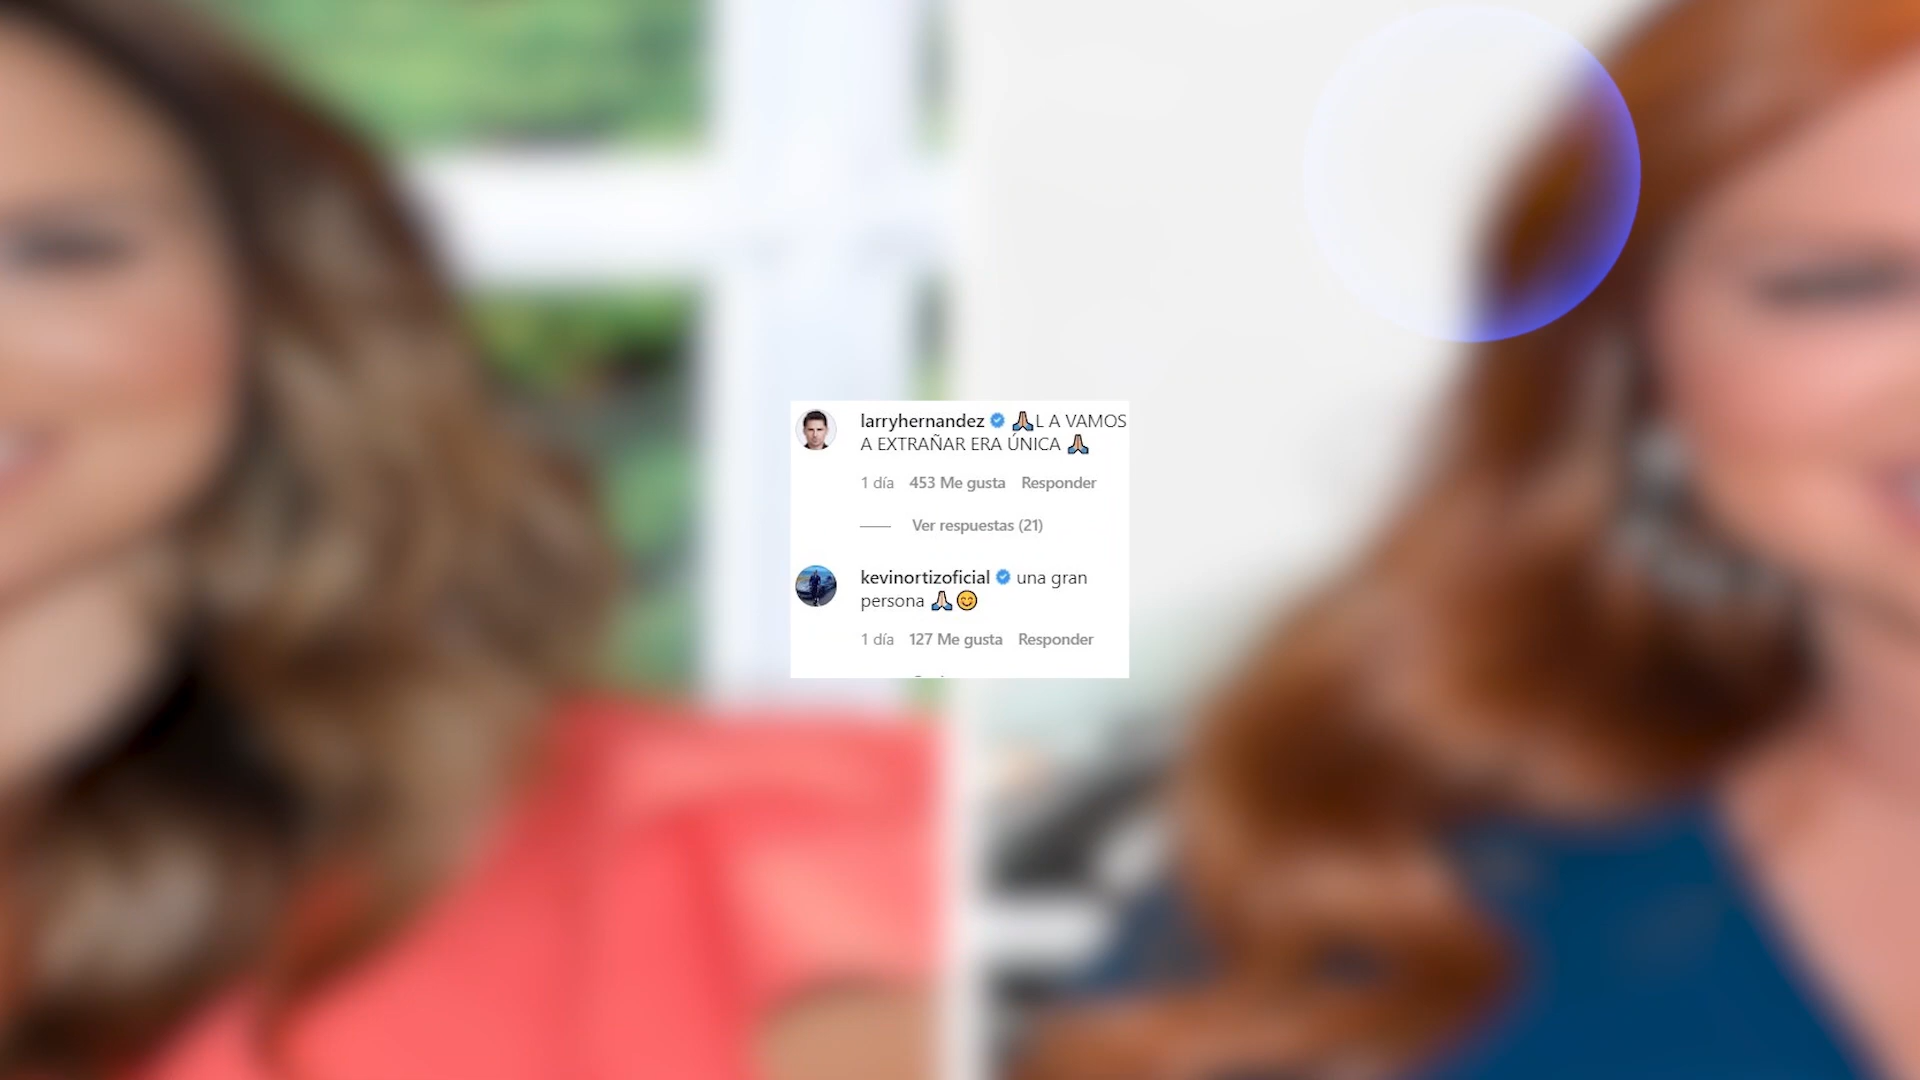 larryhernandez 🙏🏼L A VAMOS
A EXTRAÑAR ERA ÚNICA 🙏🏼
1 día 453 Me gusta Responder
Ver respuestas (21)
kevinortizoficial una gran
persona 🙏🏻😊
1 día 127 Me gusta Responder